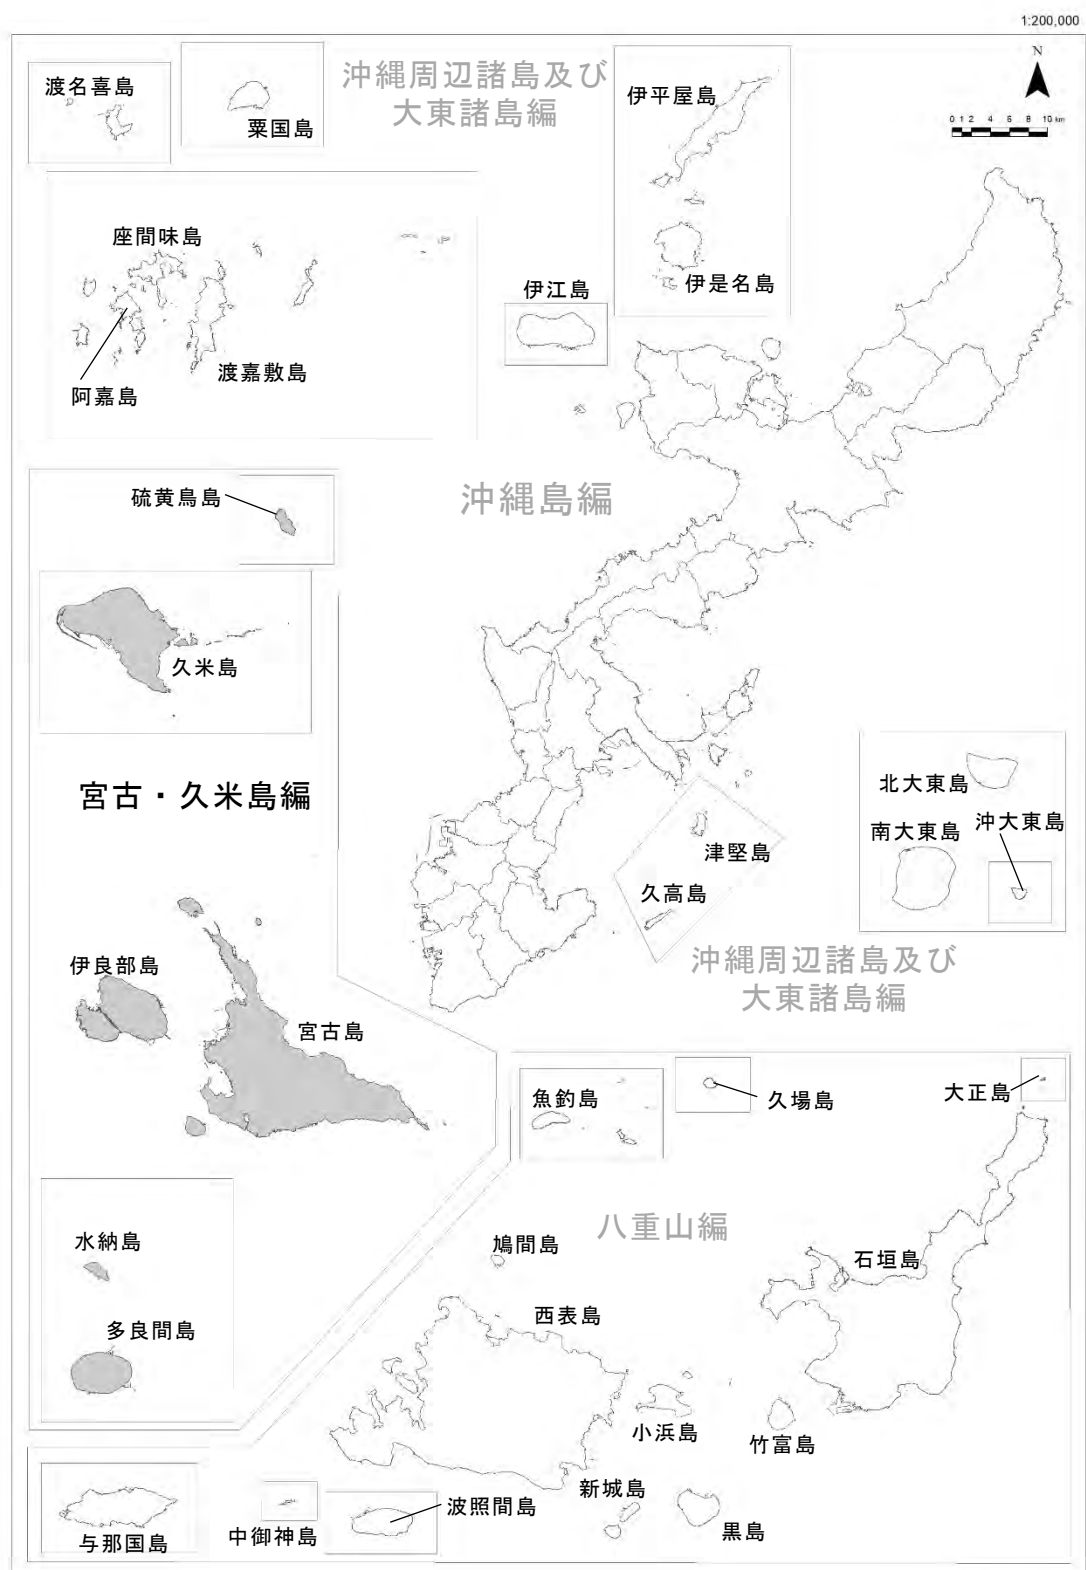 1:200,000
渡名喜島
粟国島
沖縄周辺諸島及び
大東諸島編
伊平屋島
N
0 1 2 4 6 8 10 km
座間味島
伊是名島
伊江島
渡嘉敷島
阿嘉島
硫黄鳥島
沖縄島編
久米島
宮古・久米島編
北大東島
南大東島
沖大東島
津堅島
久高島
沖縄周辺諸島及び
大東諸島編
伊良部島
宮古島
魚釣島
久場島
大正島
八重山編
水納島
鳩間島
石垣島
西表島
多良間島
小浜島
竹富島
新城島
波照間島
黒島
中御神島
与那国島